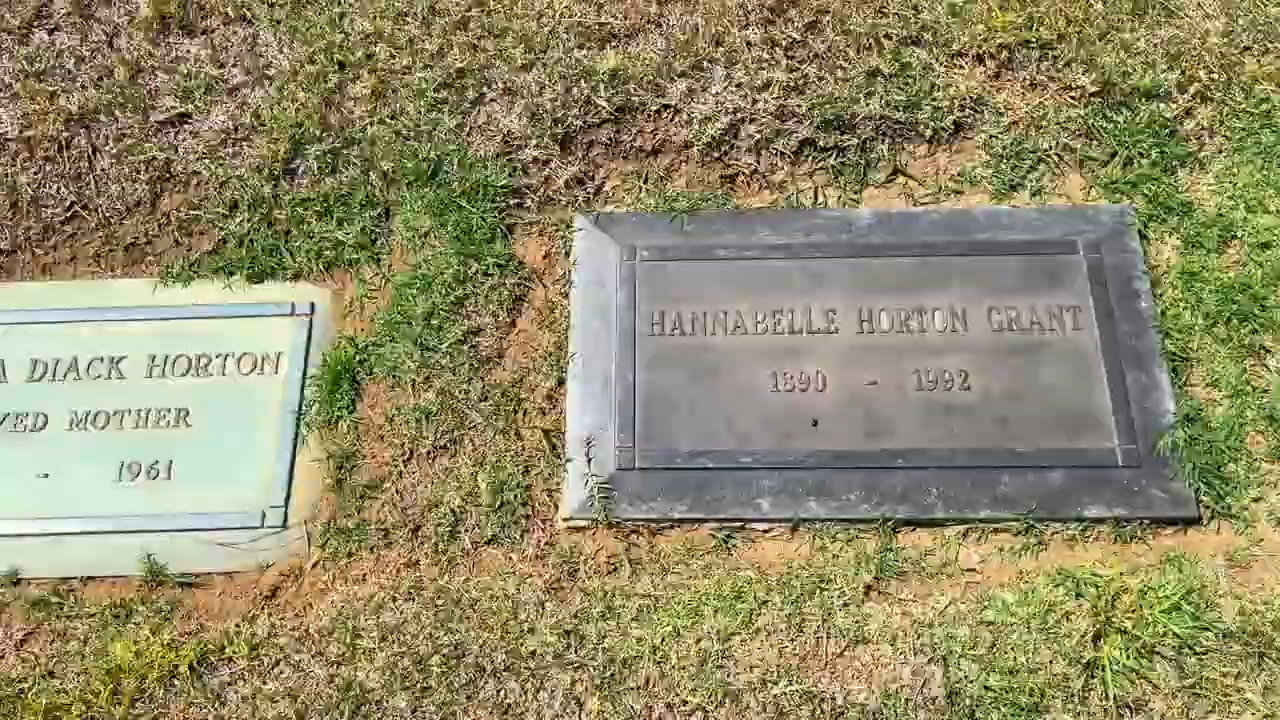 A DIACK HORTON
VED MOTHER
- 1961
HANNABELLE HORTON GRANT
1890 - 1992